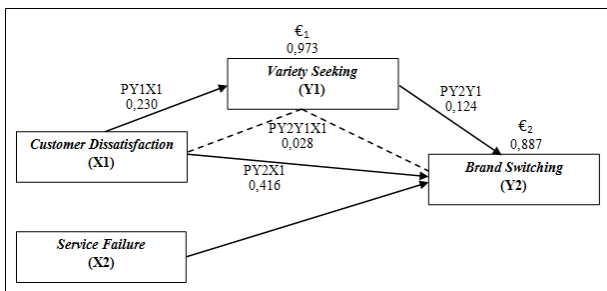 €₁
0,973
Variety Seeking
(Y1)
PY1X1
0,230
PY2Y1
0,124
€₂
0,887
PY2Y1X1
0,028
Customer Dissatisfaction
(X1)
PY2X1
0,416
Brand Switching
(Y2)
Service Failure
(X2)